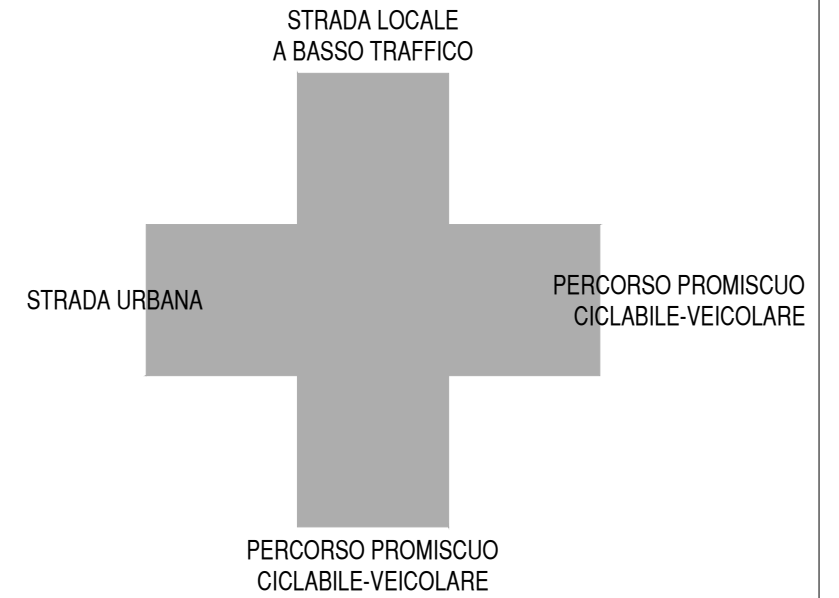 STRADA LOCALE
A BASSO TRAFFICO
STRADA URBANA
PERCORSO PROMISCUO
CICLABILE-VEICOLARE
PERCORSO PROMISCUO
CICLABILE-VEICOLARE